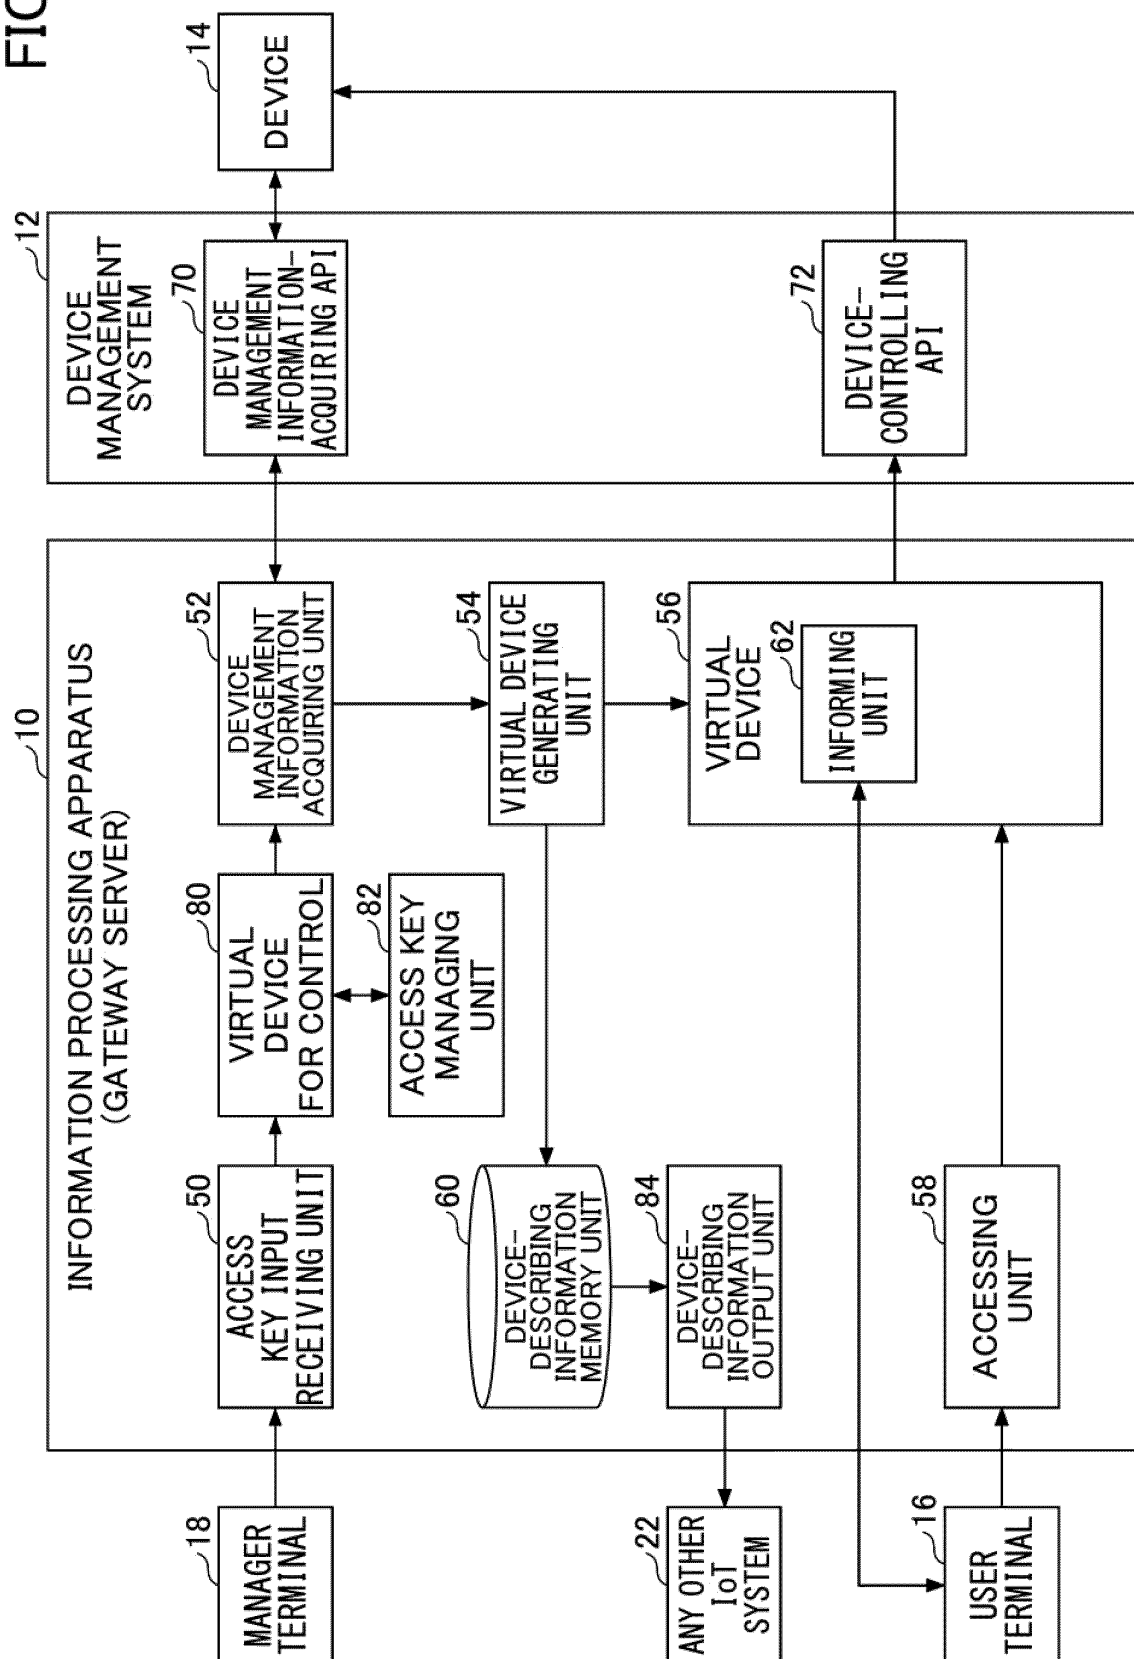 FIG
10
INFORMATION PROCESSING APPARATUS
(GATEWAY SERVER)
12
DEVICE
MANAGEMENT
SYSTEM
18
MANAGER
TERMINAL
50
ACCESS
KEY INPUT
RECEIVING UNIT
80
VIRTUAL
DEVICE
FOR CONTROL
52
DEVICE
MANAGEMENT
INFORMATION
ACQUIRING UNIT
70
DEVICE
MANAGEMENT
INFORMATION-
ACQUIRING API
14
DEVICE
82
ACCESS KEY
MANAGING
UNIT
60
DEVICE-
DESCRIBING
INFORMATION
MEMORY UNIT
54
VIRTUAL DEVICE
GENERATING
UNIT
22
ANY OTHER
IoT
SYSTEM
84
DEVICE-
DESCRIBING
INFORMATION
OUTPUT UNIT
56
VIRTUAL
DEVICE
62
INFORMING
UNIT
72
DEVICE-
CONTROLLING
API
16
USER
TERMINAL
58
ACCESSING
UNIT